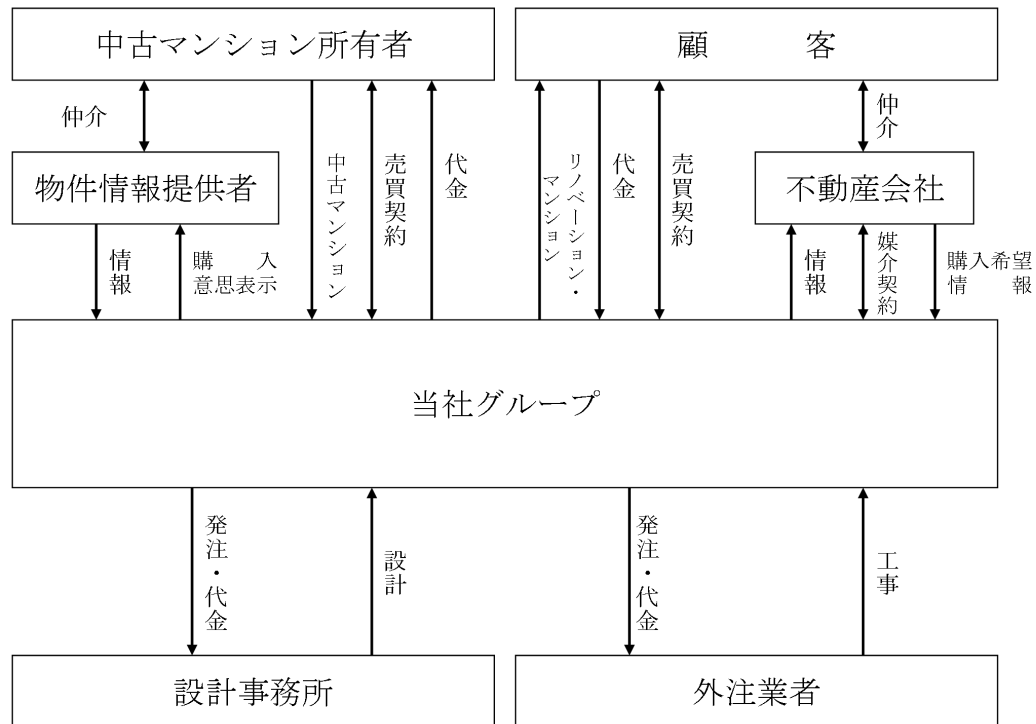 中古マンション所有者
顧　　　客
仲介
仲介
物件情報提供者
不動産会社
中古マンション
売買契約
代金
リノベーション・
マンション
代金
売買契約
情報
購　　入
意思表示
情報
媒介契約
購入希望
情　　報
当社グループ
発注・代金
設計
発注・代金
工事
設計事務所
外注業者